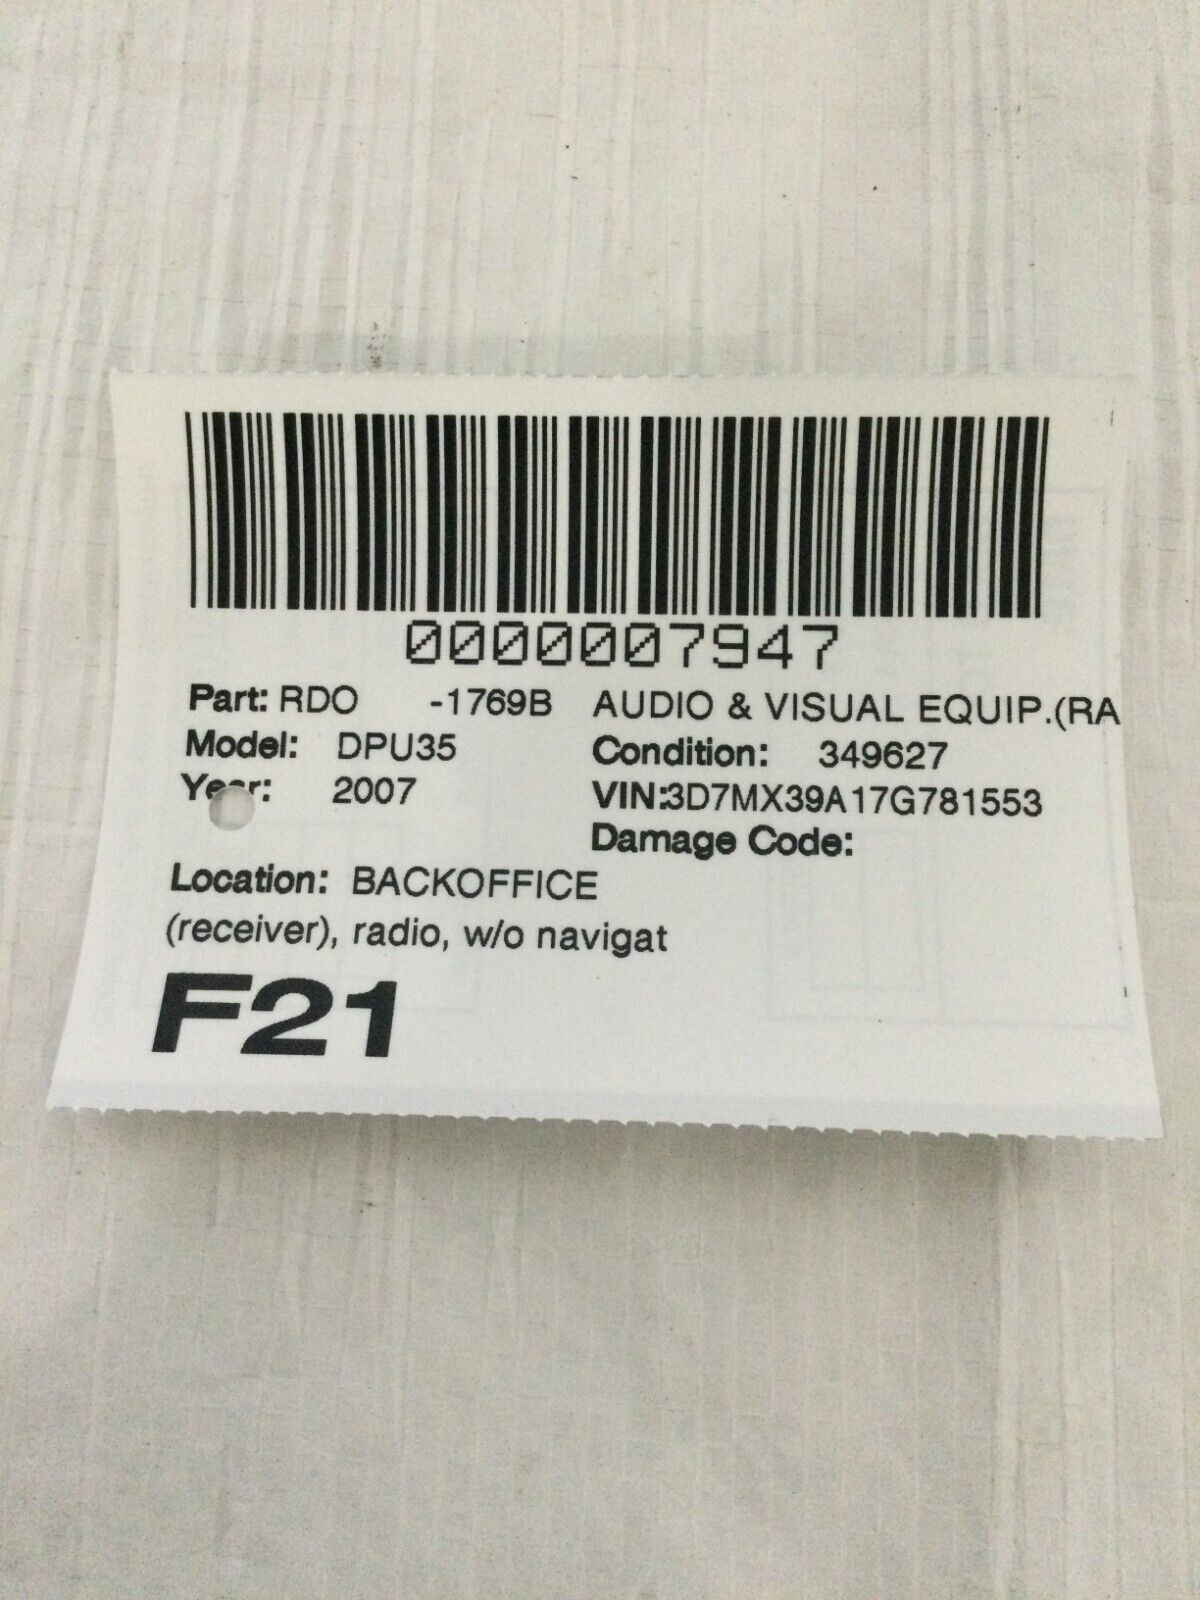 0000007947
Part: RDO -1769B AUDIO & VISUAL EQUIP.(RA
Model: DPU35 Condition: 349627
Year: 2007 VIN:3D7MX39A17G781553
Damage Code:
Location: BACKOFFICE
(receiver), radio, w/o navigat
F21